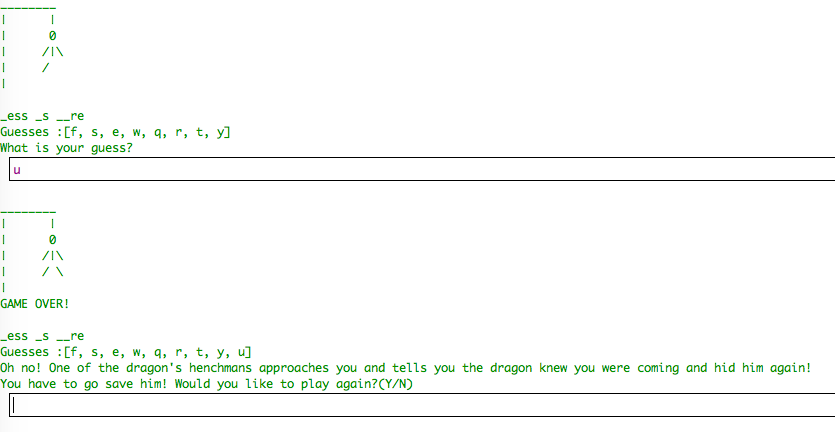 ________
|      |
|      0
|     /|\
|     /
|
_ess _s __re
Guesses :[f, s, e, w, q, r, t, y]
What is your guess?
u
________
|      |
|      0
|     /|\
|     / \
|
GAME OVER!
_ess _s __re
Guesses :[f, s, e, w, q, r, t, y, u]
Oh no! One of the dragon's henchmans approaches you and tells you the dragon knew you were coming and hid him again!
You have to go save him! Would you like to play again?(Y/N)